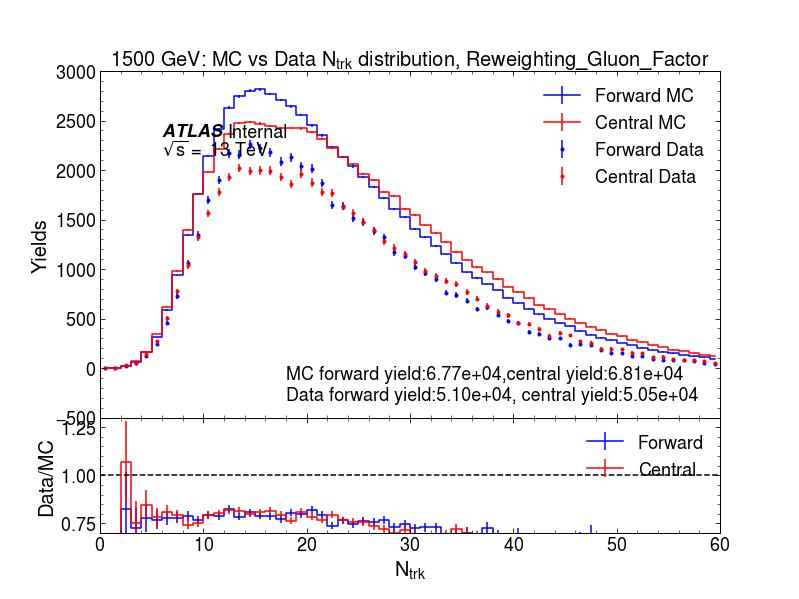 1500 GeV: MC vs Data N_trk distribution, Reweighting_Gluon_Factor
3000
2500
2000
1500
1000
500
0
-500
Yields
ATLAS Internal
√s = 13 TeV
Forward MC
Central MC
Forward Data
Central Data
MC forward yield:6.77e+04,central yield:6.81e+04
Data forward yield:5.10e+04, central yield:5.05e+04
1.25
1.00
0.75
Data/MC
Forward
Central
0 10 20 30 40 50 60
N_trk